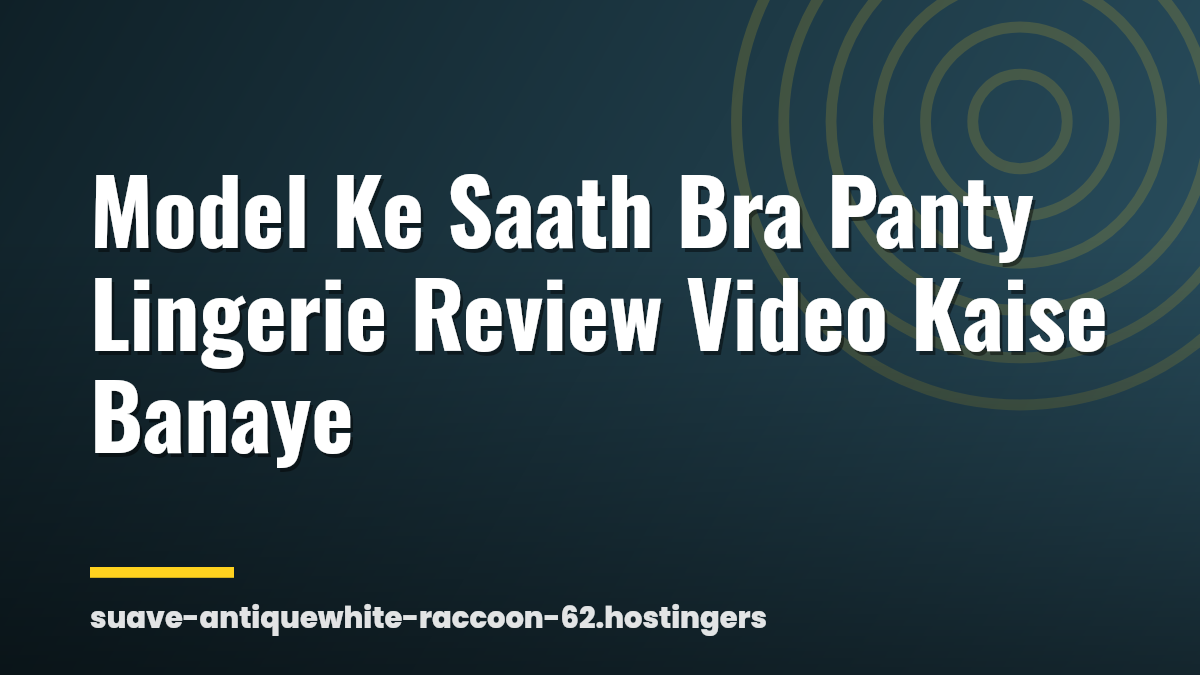 Model Ke Saath Bra Panty
Lingerie Review Video Kaise
Banaye
suave-antiquewhite-raccoon-62.hostingers